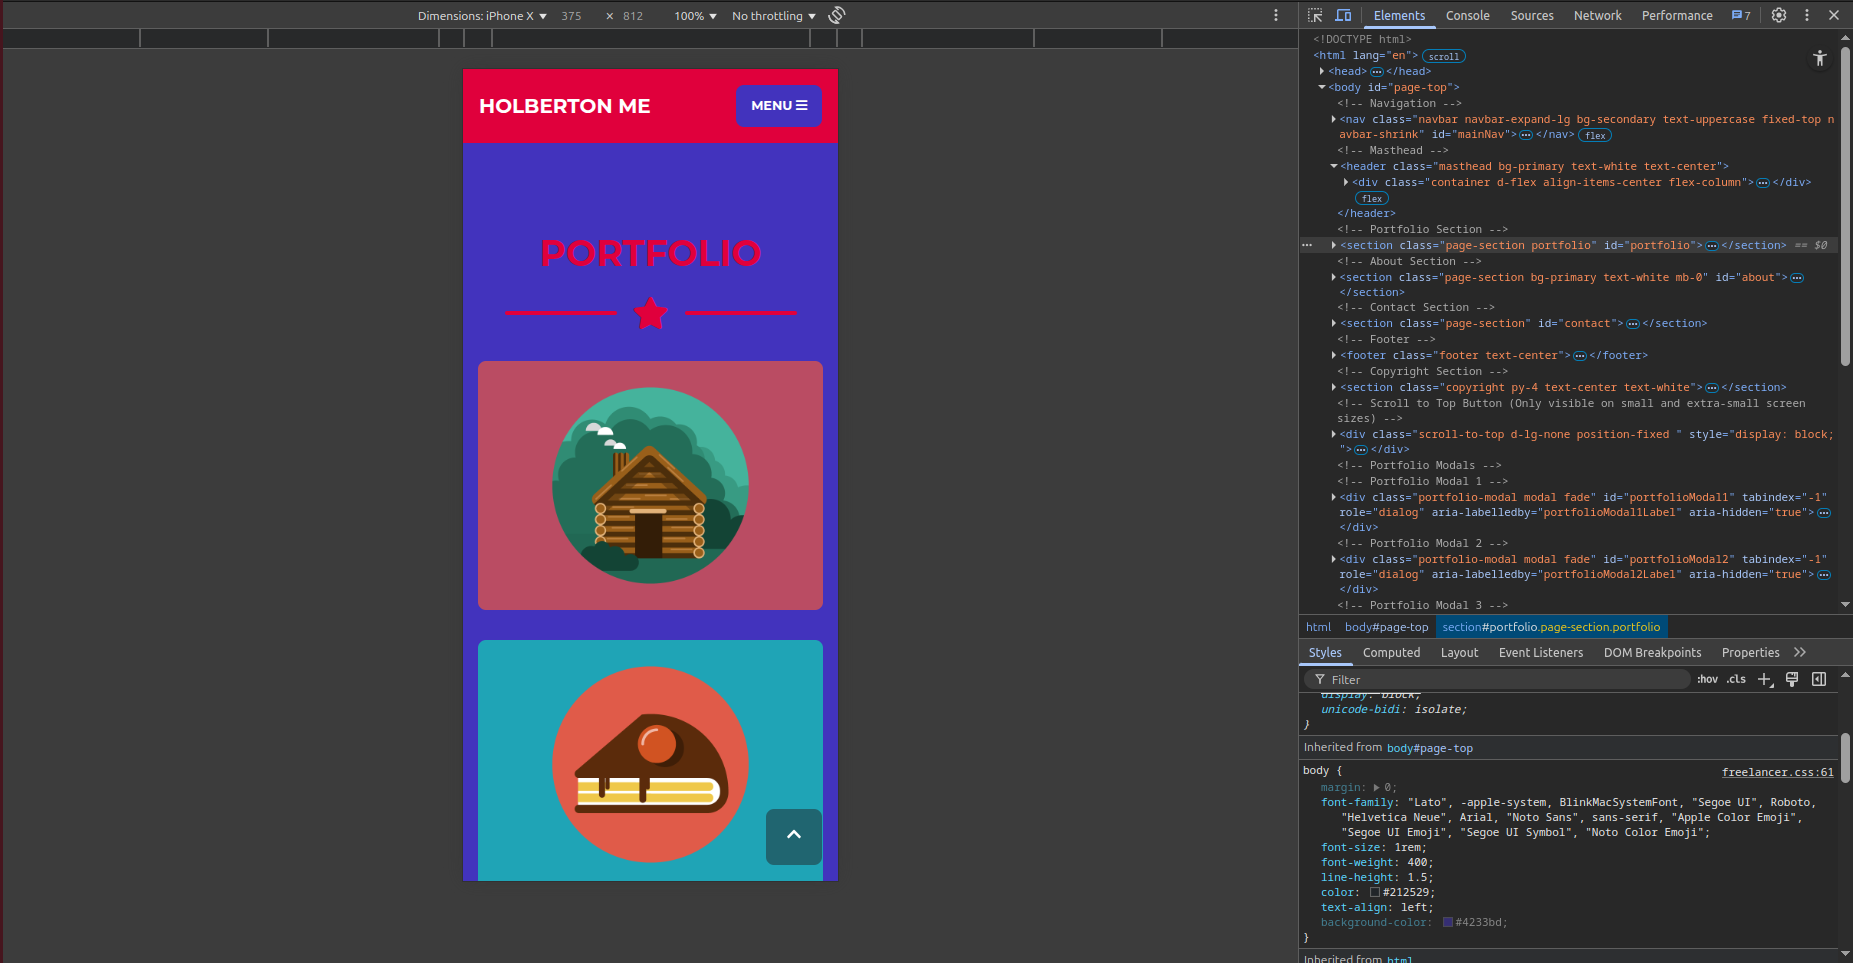 Dimensions: iPhone X ▼ 375 × 812 100% ▼ No throttling ▼
HOLBERTON ME
MENU
PORTFOLIO
Elements Console Sources Network Performance 7
<!DOCTYPE html>
<html lang="en"> scroll
<head> </head>
<body id="page-top">
<!-- Navigation -->
<nav class="navbar navbar-expand-lg bg-secondary text-uppercase fixed-top n
avbar-shrink" id="mainNav"> </nav> flex
<!-- Masthead -->
<header class="masthead bg-primary text-white text-center">
<div class="container d-flex align-items-center flex-column"> </div>
flex
</header>
<!-- Portfolio Section -->
<section class="page-section portfolio" id="portfolio"> </section> == $0
<!-- About Section -->
<section class="page-section bg-primary text-white mb-0" id="about">
</section>
<!-- Contact Section -->
<section class="page-section" id="contact"> </section>
<!-- Footer -->
<footer class="footer text-center"> </footer>
<!-- Copyright Section -->
<section class="copyright py-4 text-center text-white"> </section>
<!-- Scroll to Top Button (Only visible on small and extra-small screen
sizes) -->
<div class="scroll-to-top d-lg-none position-fixed " style="display: block;
"> </div>
<!-- Portfolio Modals -->
<!-- Portfolio Modal 1 -->
<div class="portfolio-modal modal fade" id="portfolioModal1" tabindex="-1"
role="dialog" aria-labelledby="portfolioModal1Label" aria-hidden="true">
</div>
<!-- Portfolio Modal 2 -->
<div class="portfolio-modal modal fade" id="portfolioModal2" tabindex="-1"
role="dialog" aria-labelledby="portfolioModal2Label" aria-hidden="true">
</div>
<!-- Portfolio Modal 3 -->
html body#page-top section#portfolio.page-section.portfolio
Styles Computed Layout Event Listeners DOM Breakpoints Properties
Filter :hov .cls
display: block;
unicode-bidi: isolate;
}
Inherited from body#page-top
body { freelancer.css:61
margin: ▶ 0;
font-family: "Lato", -apple-system, BlinkMacSystemFont, "Segoe UI", Roboto,
"Helvetica Neue", Arial, "Noto Sans", sans-serif, "Apple Color Emoji",
"Segoe UI Emoji", "Segoe UI Symbol", "Noto Color Emoji";
font-size: 1rem;
font-weight: 400;
line-height: 1.5;
color: #212529;
text-align: left;
background-color: #4233bd;
}
Inherited from html